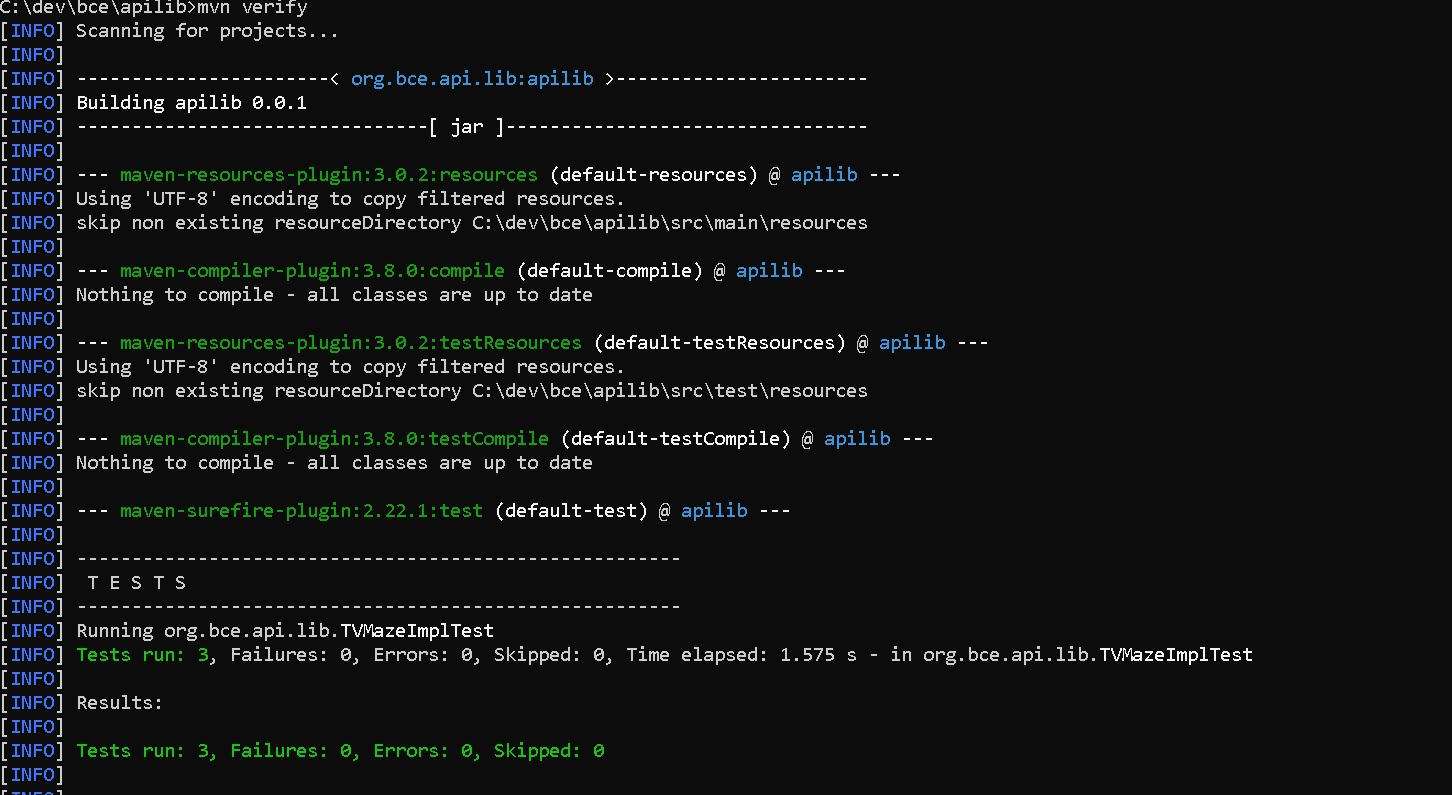 C:\dev\bce\apilib>mvn verify
[INFO] Scanning for projects...
[INFO]
[INFO] -----------------------< org.bce.api.lib:apilib >-----------------------
[INFO] Building apilib 0.0.1
[INFO] --------------------------------[ jar ]---------------------------------
[INFO]
[INFO] --- maven-resources-plugin:3.0.2:resources (default-resources) @ apilib ---
[INFO] Using 'UTF-8' encoding to copy filtered resources.
[INFO] skip non existing resourceDirectory C:\dev\bce\apilib\src\main\resources
[INFO]
[INFO] --- maven-compiler-plugin:3.8.0:compile (default-compile) @ apilib ---
[INFO] Nothing to compile - all classes are up to date
[INFO]
[INFO] --- maven-resources-plugin:3.0.2:testResources (default-testResources) @ apilib ---
[INFO] Using 'UTF-8' encoding to copy filtered resources.
[INFO] skip non existing resourceDirectory C:\dev\bce\apilib\src\test\resources
[INFO]
[INFO] --- maven-compiler-plugin:3.8.0:testCompile (default-testCompile) @ apilib ---
[INFO] Nothing to compile - all classes are up to date
[INFO]
[INFO] --- maven-surefire-plugin:2.22.1:test (default-test) @ apilib ---
[INFO]
[INFO] -------------------------------------------------------
[INFO]  T E S T S
[INFO] -------------------------------------------------------
[INFO] Running org.bce.api.lib.TVMazeImplTest
[INFO] Tests run: 3, Failures: 0, Errors: 0, Skipped: 0, Time elapsed: 1.575 s - in org.bce.api.lib.TVMazeImplTest
[INFO]
[INFO] Results:
[INFO]
[INFO] Tests run: 3, Failures: 0, Errors: 0, Skipped: 0
[INFO]